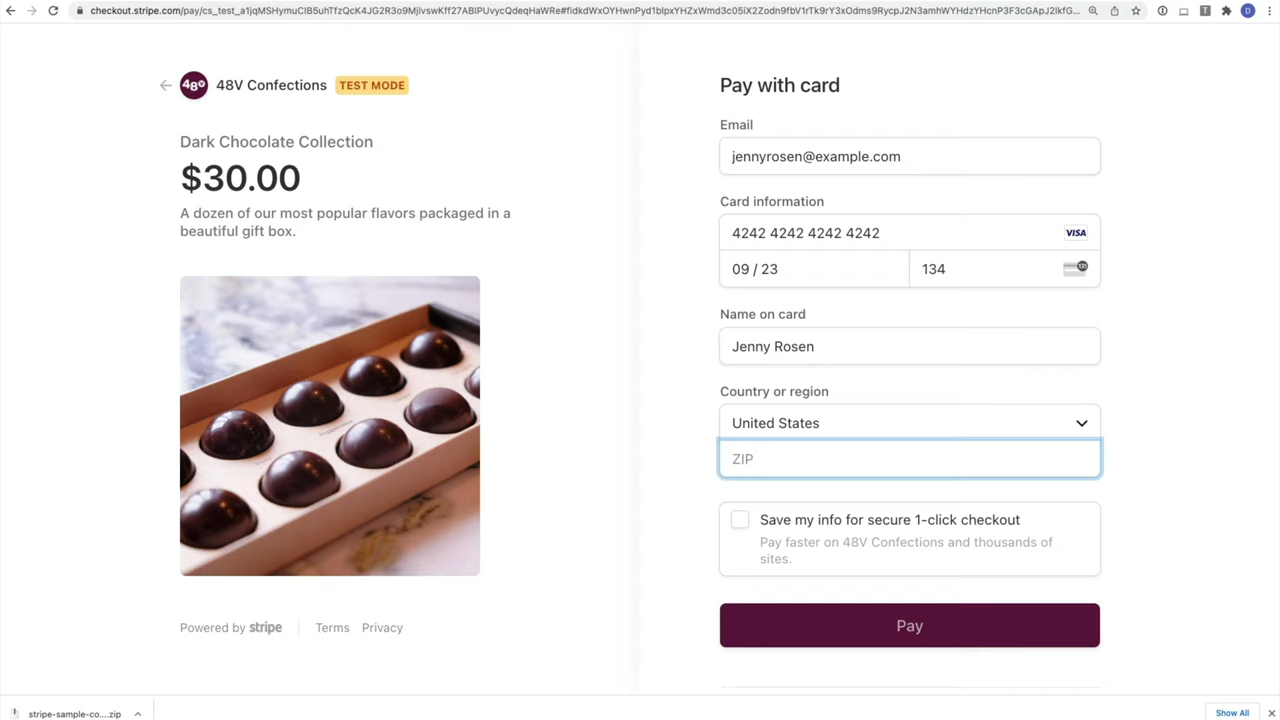 checkout.stripe.com/pay/cs_test_a1jqMSHymuCIB5uhTfzQcK4JG2R3o9MjlvswKff27ABIPUvycQdeqHaWRe#fidkdWxOYHwnPyd1blpxYHZxWmd3c05iX2Zodn9fbV1rTk9rY3xOdms9RycpJ2N3amhWYHdzYHcnP3F3cGApJ2lkfG...
48V Confections TEST MODE
Dark Chocolate Collection
$30.00
A dozen of our most popular flavors packaged in a
beautiful gift box.
Powered by stripe
Terms Privacy
Pay with card
Email
jennyrosen@example.com
Card information
4242 4242 4242 4242 VISA
09 / 23 134
Name on card
Jenny Rosen
Country or region
United States
ZIP
Save my info for secure 1-click checkout
Pay faster on 48V Confections and thousands of
sites.
Pay
stripe-sample-co....zip
Show All